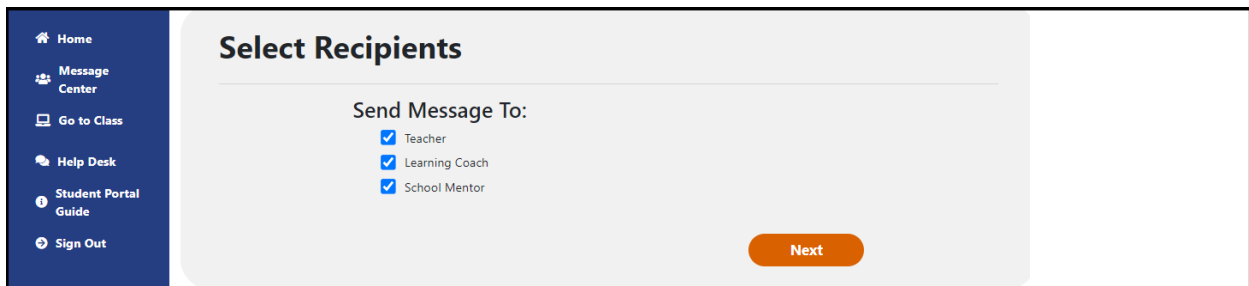 Home
Message
Center
Go to Class
Help Desk
Student Portal
Guide
Sign Out
Select Recipients
Send Message To:
Teacher
Learning Coach
School Mentor
Next